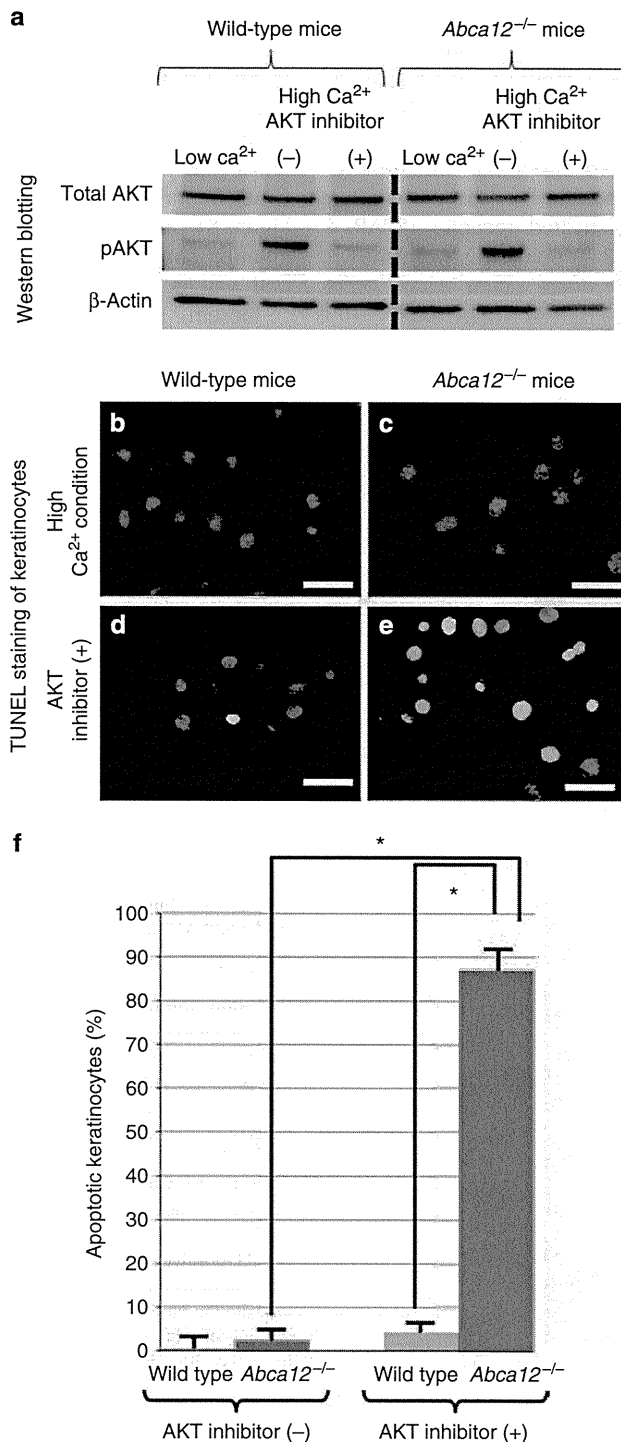 a
Wild-type mice Abca12–/– mice
High Ca2+ High Ca2+
AKT inhibitor AKT inhibitor
Low ca2+ (–) (+) Low ca2+ (–) (+)
Western blotting
Total AKT
pAKT
β-Actin
Wild-type mice Abca12–/– mice
TUNEL staining of keratinocytes
High
Ca2+ condition
b c
AKT
inhibitor (+)
d e
f
* 
*
Apoptotic keratinocytes (%)
100
90
80
70
60
50
40
30
20
10
0
Wild type Abca12–/– Wild type Abca12–/–
AKT inhibitor (–) AKT inhibitor (+)